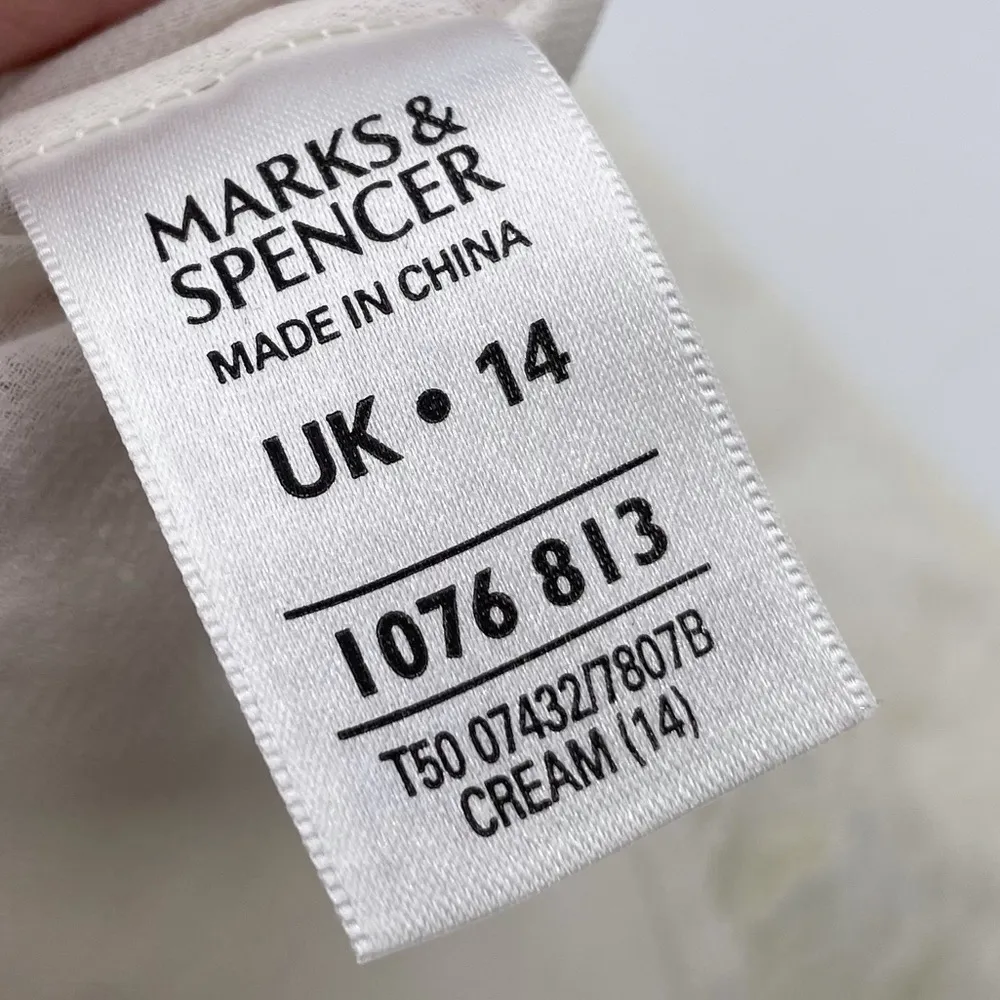 MARKS &
SPENCER
MADE IN CHINA
UK • 14
1076 813
T50 07432/7807B
CREAM (14)